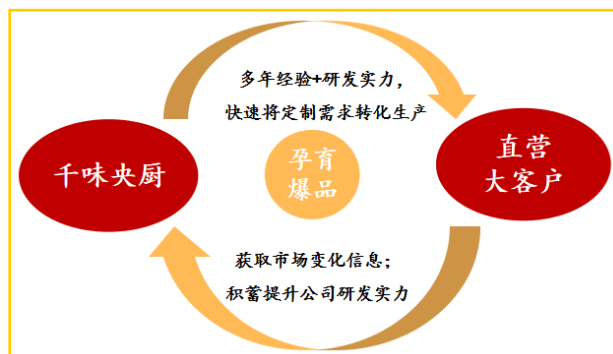 多年经验+研发实力，
快速将定制需求转化生产
千味央厨
孕育
爆品
直营
大客户
获取市场变化信息；
积蓄提升公司研发实力